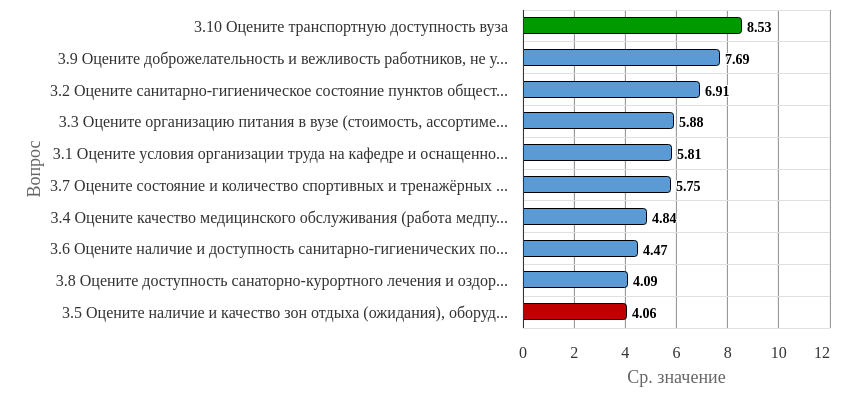 3.10 Оцените транспортную доступность вуза 8.53
3.9 Оцените доброжелательность и вежливость работников, не у... 7.69
3.2 Оцените санитарно-гигиеническое состояние пунктов общест... 6.91
3.3 Оцените организацию питания в вузе (стоимость, ассортиме... 5.88
3.1 Оцените условия организации труда на кафедре и оснащенно... 5.81
3.7 Оцените состояние и количество спортивных и тренажёрных ... 5.75
3.4 Оцените качество медицинского обслуживания (работа медпу... 4.84
3.6 Оцените наличие и доступность санитарно-гигиенических по... 4.47
3.8 Оцените доступность санаторно-курортного лечения и оздор... 4.09
3.5 Оцените наличие и качество зон отдыха (ожидания), оборуд... 4.06
Вопрос
0 2 4 6 8 10 12
Ср. значение